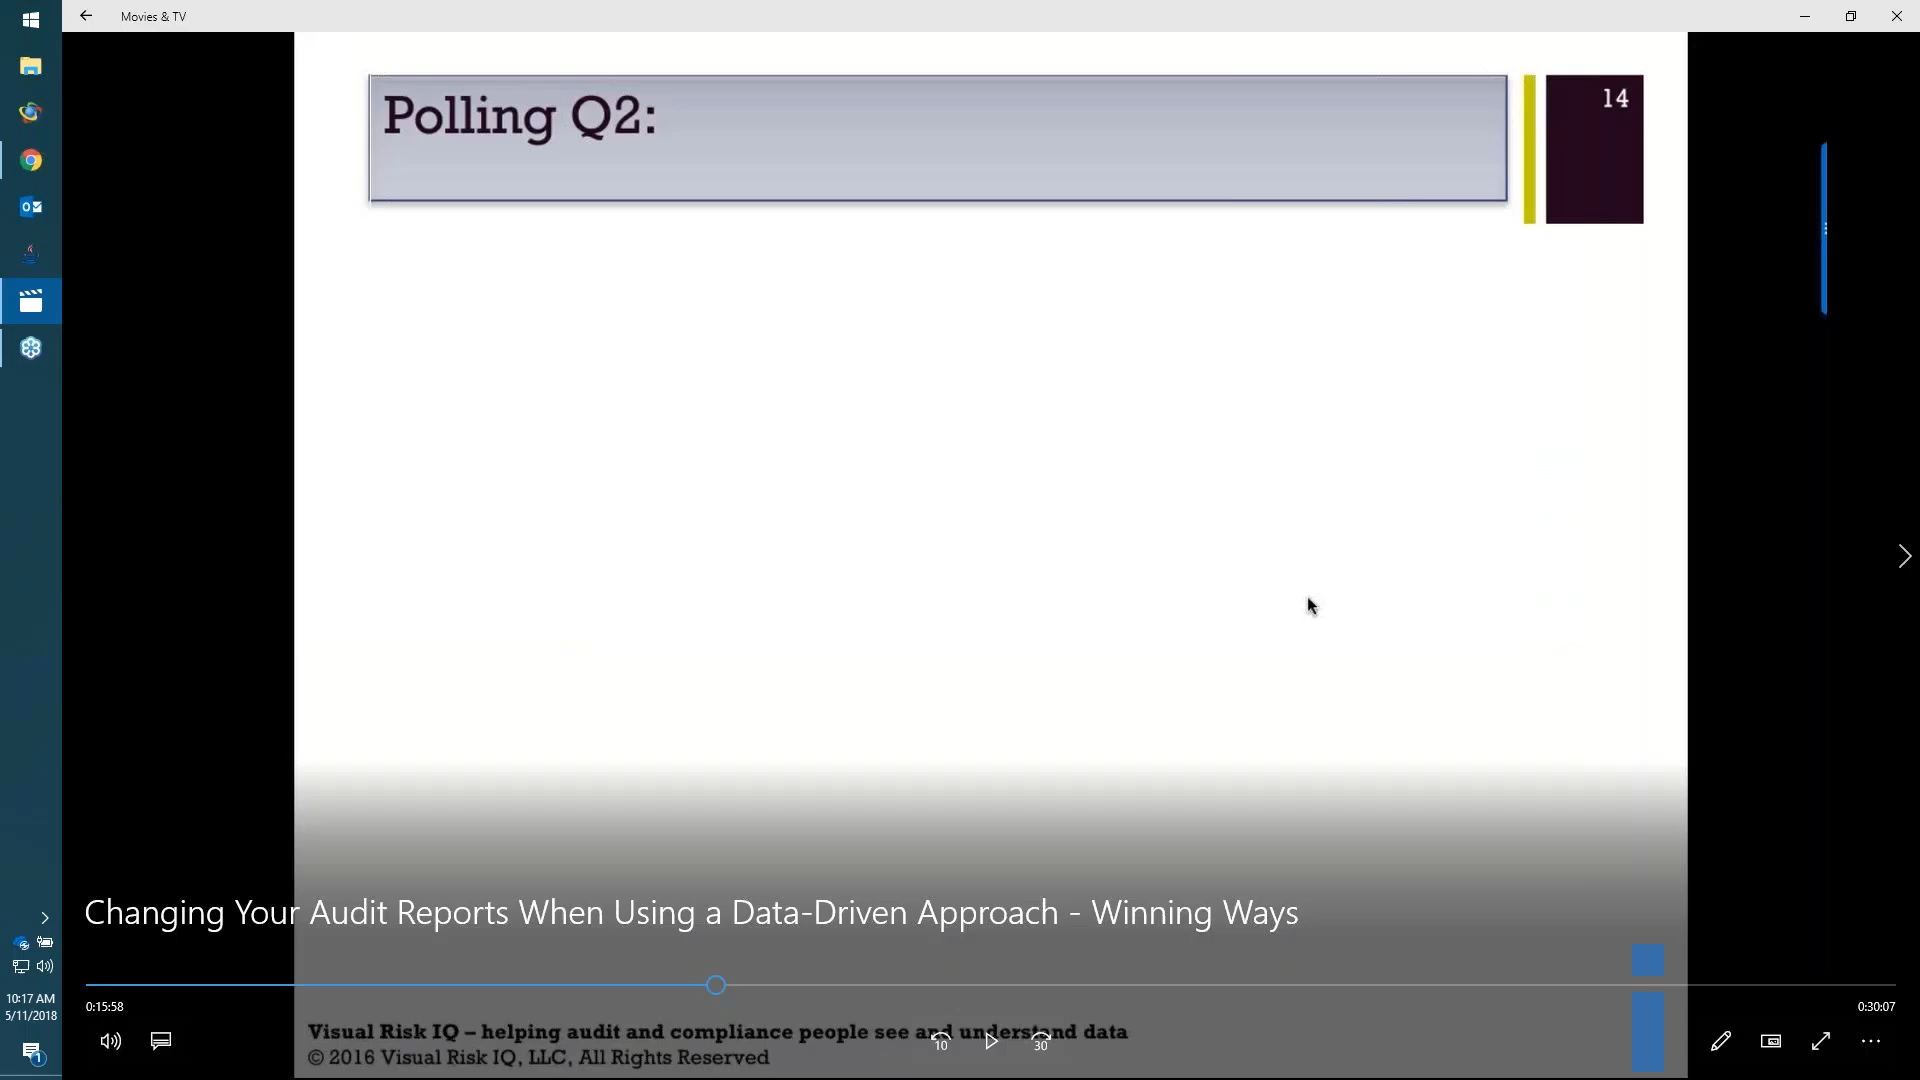 Movies & TV
Polling Q2:
14
Changing Your Audit Reports When Using a Data-Driven Approach - Winning Ways
0:15:58
0:30:07
Visual Risk IQ – helping audit and compliance people see and understand data
© 2016 Visual Risk IQ, LLC, All Rights Reserved
10
30
10:17 AM
5/11/2018
1